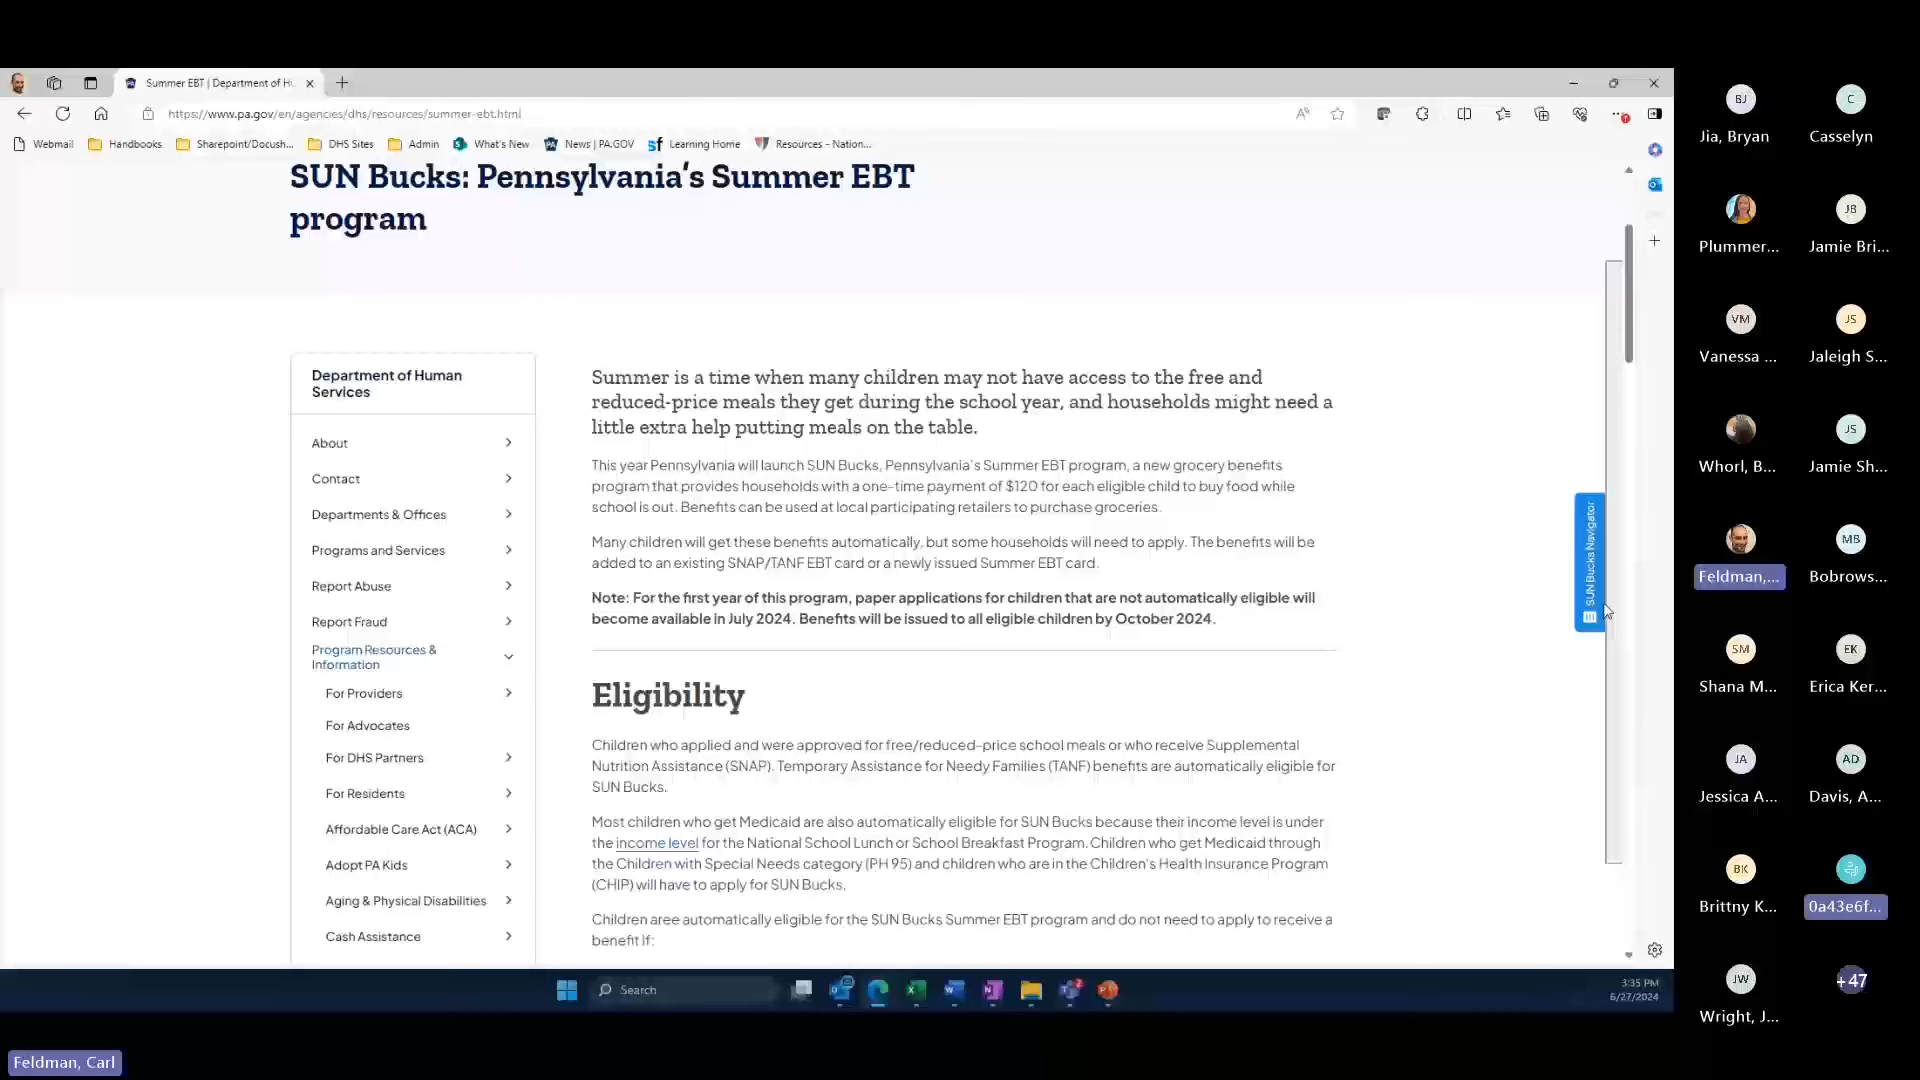 Summer EBT | Department of Hu
https://www.pa.gov/en/agencies/dhs/resources/summer-ebt.html
Webmail
Handbooks
Sharepoint/Docush...
DHS Sites
Admin
What's New
News | PA.GOV
Learning Home
Resources - Nation...
SUN Bucks: Pennsylvania's Summer EBT
program
Department of Human
Services
About
Contact
Departments & Offices
Programs and Services
Report Abuse
Report Fraud
Program Resources &
Information
For Providers
For Advocates
For DHS Partners
For Residents
Affordable Care Act (ACA)
Adopt PA Kids
Aging & Physical Disabilities
Cash Assistance
Summer is a time when many children may not have access to the free and
reduced-price meals they get during the school year, and households might need a
little extra help putting meals on the table.
This year Pennsylvania will launch SUN Bucks, Pennsylvania's Summer EBT program, a new grocery benefits
program that provides households with a one-time payment of $120 for each eligible child to buy food while
school is out. Benefits can be used at local participating retailers to purchase groceries.
Many children will get these benefits automatically, but some households will need to apply. The benefits will be
added to an existing SNAP/TANF EBT card or a newly issued Summer EBT card.
Note: For the first year of this program, paper applications for children that are not automatically eligible will
become available in July 2024. Benefits will be issued to all eligible children by October 2024.
Eligibility
Children who applied and were approved for free/reduced-price school meals or who receive Supplemental
Nutrition Assistance (SNAP). Temporary Assistance for Needy Families (TANF) benefits are automatically eligible for
SUN Bucks.
Most children who get Medicaid are also automatically eligible for SUN Bucks because their income level is under
the income level for the National School Lunch or School Breakfast Program. Children who get Medicaid through
the Children with Special Needs category (PH 95) and children who are in the Children's Health Insurance Program
(CHIP) will have to apply for SUN Bucks.
Children aree automatically eligible for the SUN Bucks Summer EBT program and do not need to apply to receive a
benefit if:
SUN Bucks Navigator
Search
3:35 PM
6/27/2024
BJ
Jia, Bryan
C
Casselyn
Plummer...
JB
Jamie Bri...
VM
Vanessa ...
JS
Jaleigh S...
Whorl, B...
JS
Jamie Sh...
Feldman,...
MB
Bobrows...
SM
Shana M...
EK
Erica Ker...
JA
Jessica A...
AD
Davis, A...
BK
Brittny K...
0a43e6f...
JW
Wright, J...
+47
Feldman, Carl